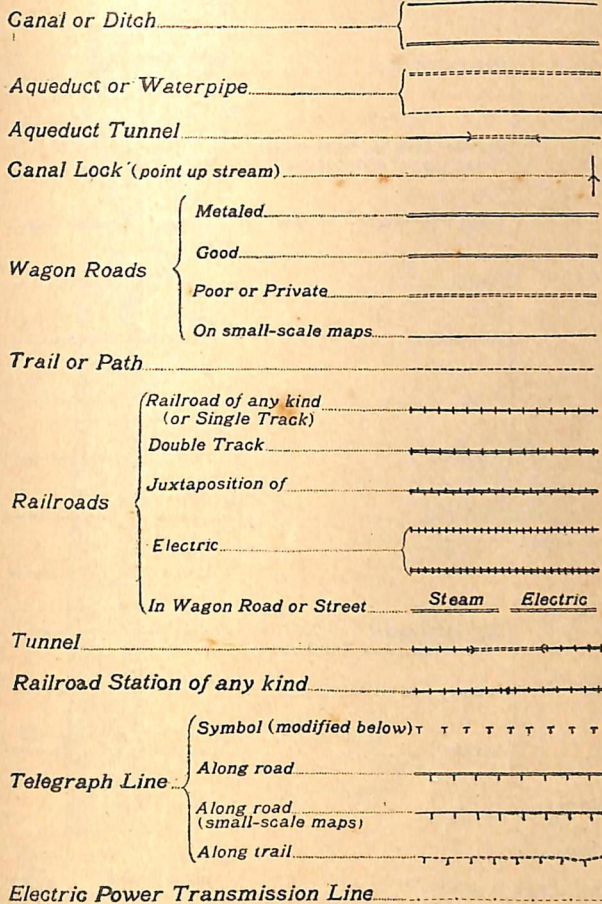 Canal or Ditch
Aqueduct or Waterpipe
Aqueduct Tunnel
Canal Lock (point up stream)
Wagon Roads
Metaled
Good
Poor or Private
On small-scale maps
Trail or Path
Railroads
Railroad of any kind
(or Single Track)
Double Track
Juxtaposition of
Electric
In Wagon Road or Street
Steam Electric
Tunnel
Railroad Station of any kind
Telegraph Line
Symbol (modified below)
Along road
Along road
(small-scale maps)
Along trail
Electric Power Transmission Line